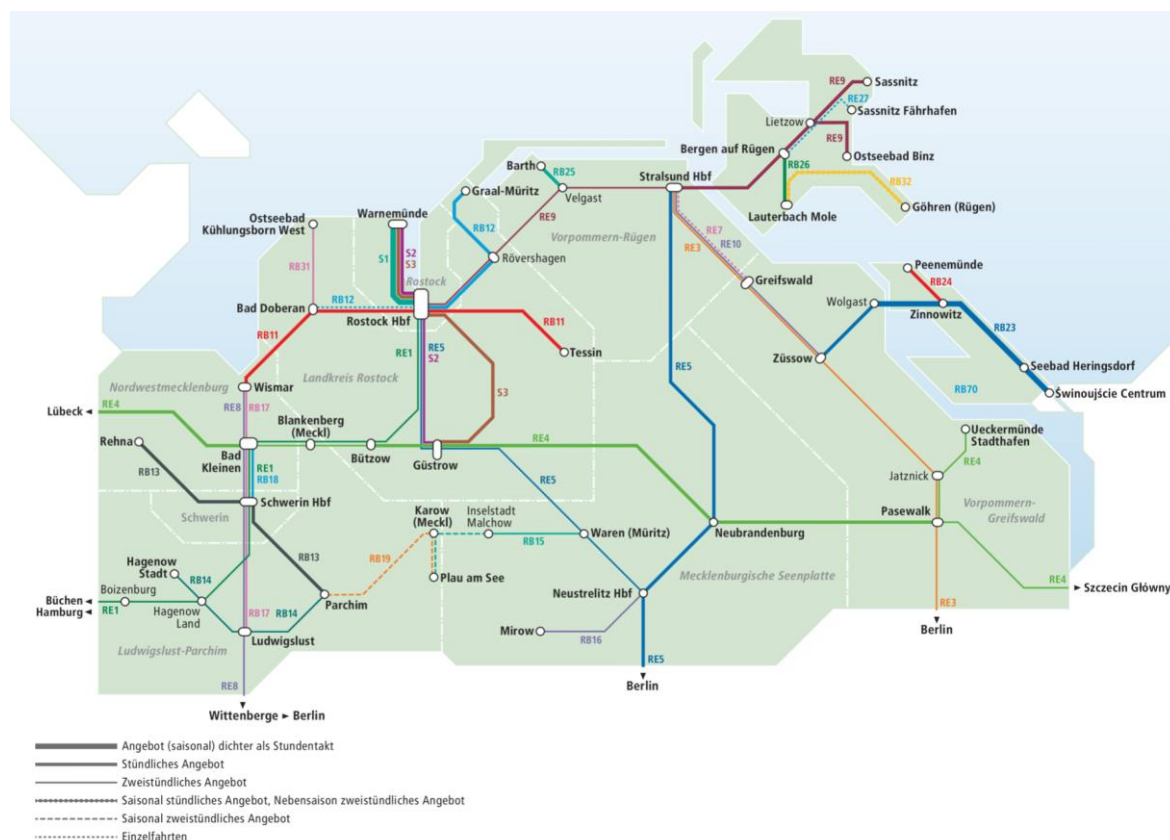 RE9
Sassnitz
RE27
Sassnitz Fährhafen
Lietzow
RE9
Bergen auf Rügen
Ostseebad Binz
Barth
RB25
RB26
Stralsund Hbf
Velgast
RB32
Graal-Müritz
Lauterbach Mole
Göhren (Rügen)
Ostseebad
Kühlungsborn West
Warnemünde
RB12
RE9
RE7
RE10
RE3
Vorpommern-Rügen
S1
S2
S3
Rövershagen
Peenemünde
RB31
Rostock
Greifswald
RB24
RB12
Wolgast
Zinnowitz
Bad Doberan
Rostock Hbf
RB23
RB11
RB11
RE1
RE5
S2
Tessin
Züssow
RE5
Seebad Heringsdorf
Landkreis Rostock
Nordwestmecklenburg
Wismar
S3
RB70
Świnoujście Centrum
RE8
RB17
Lübeck
RE4
Blankenberg
(Meckl)
Ueckermünde
Stadthafen
Rehna
Bad
Kleinen
Bützow
Güstrow
RE4
RE4
RB13
RE1
RB18
RE5
Jatznick
Schwerin Hbf
Vorpommern-
Greifswald
Schwerin
Karow
(Meckl)
Inselstadt
Malchow
Waren (Müritz)
Neubrandenburg
Pasewalk
RB15
Hagenow
Stadt
RB13
RB19
Plau am See
Mecklenburgische Seenplatte
RB14
Boizenburg
Parchim
Neustrelitz Hbf
RE4
Szczecin Główny
Büchen
Hamburg
RE1
Hagenow
Land
RB17
RB14
RE3
Ludwigslust
Mirow
RB16
Berlin
Ludwigslust-Parchim
RE5
RE8
Berlin
Wittenberge ► Berlin
Angebot (saisonal) dichter als Stundentakt
Stündliches Angebot
Zweistündliches Angebot
Saisonal stündliches Angebot, Nebensaison zweistündliches Angebot
Saisonal zweistündliches Angebot
Einzelfahrten